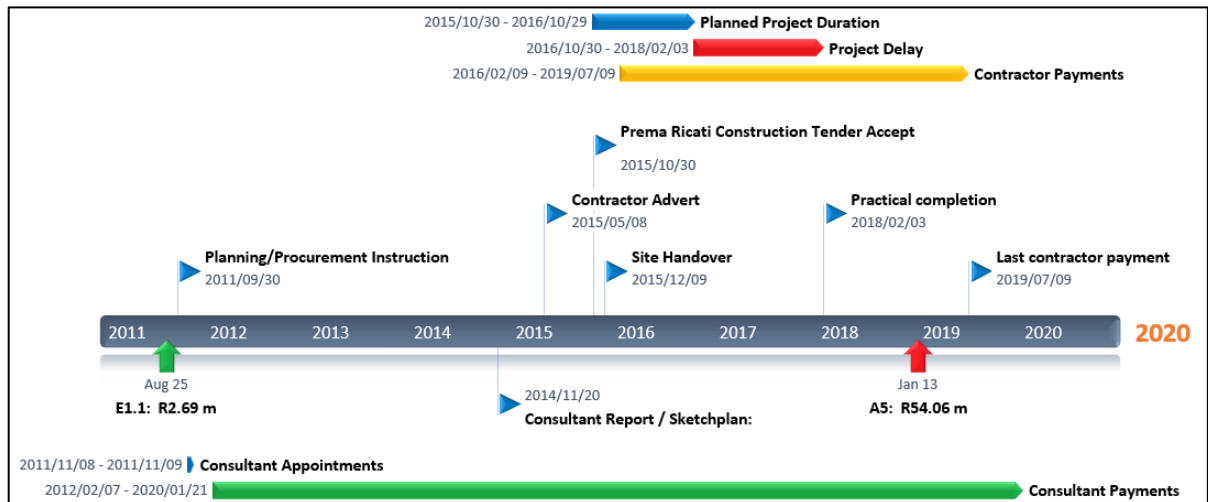 2015/10/30 - 2016/10/29 Planned Project Duration
2016/10/30 - 2018/02/03 Project Delay
2016/02/09 - 2019/07/09 Contractor Payments
Prema Ricati Construction Tender Accept
2015/10/30
Contractor Advert
2015/05/08
Practical completion
2018/02/03
Planning/Procurement Instruction
2011/09/30
Site Handover
2015/12/09
Last contractor payment
2019/07/09
2011 2012 2013 2014 2015 2016 2017 2018 2019 2020 2020
Aug 25
E1.1: R2.69 m
2014/11/20
Consultant Report / Sketchplan:
Jan 13
A5: R54.06 m
2011/11/08 - 2011/11/09 Consultant Appointments
2012/02/07 - 2020/01/21 Consultant Payments